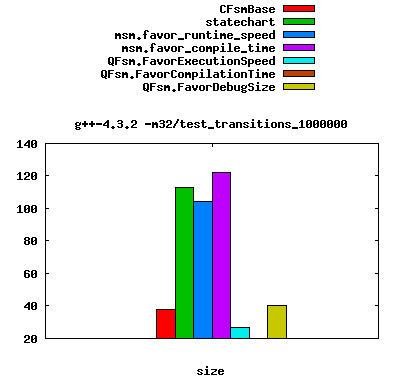 CFsmBase
statechart
msm.favor_runtime_speed
msm.favor_compile_time
QFsm.FavorExecutionSpeed
QFsm.FavorCompilationTime
QFsm.FavorDebugSize
g++-4.3.2 -m32/test_transitions_1000000
140
120
100
80
60
40
20
size